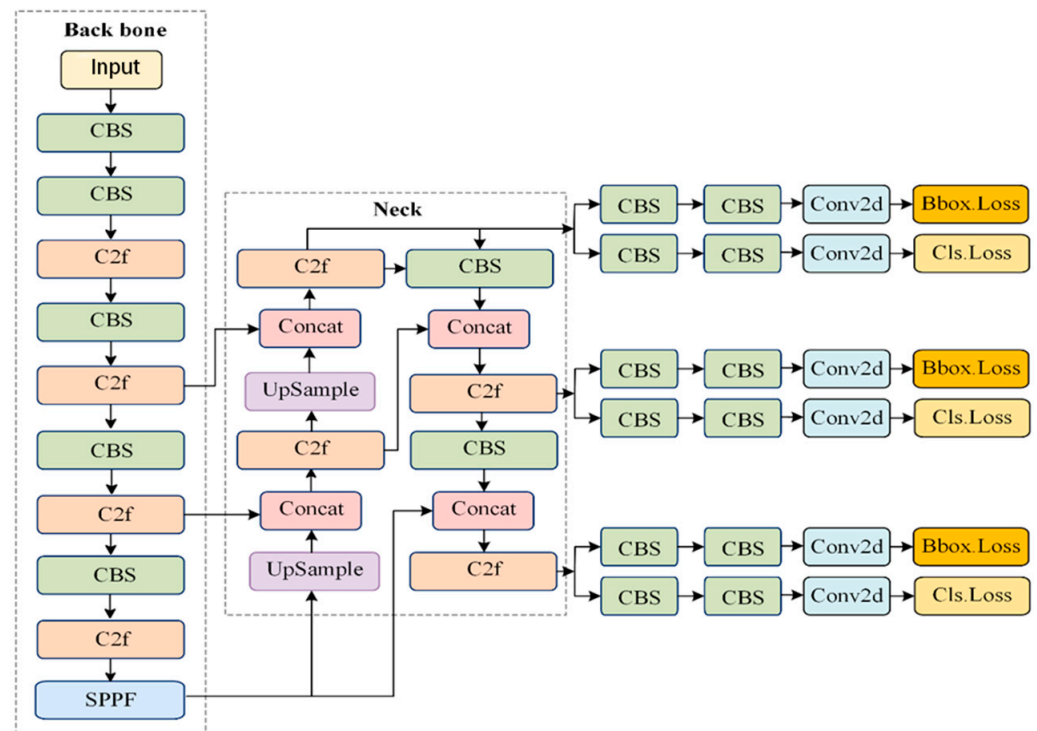 Back bone
Input
CBS
CBS
C2f
CBS
C2f
CBS
C2f
CBS
C2f
SPPF
Neck
C2f
CBS
Concat
Concat
UpSample
C2f
C2f
CBS
Concat
Concat
UpSample
C2f
CBS CBS Conv2d Bbox.Loss
CBS CBS Conv2d Cls.Loss
CBS CBS Conv2d Bbox.Loss
CBS CBS Conv2d Cls.Loss
CBS CBS Conv2d Bbox.Loss
CBS CBS Conv2d Cls.Loss